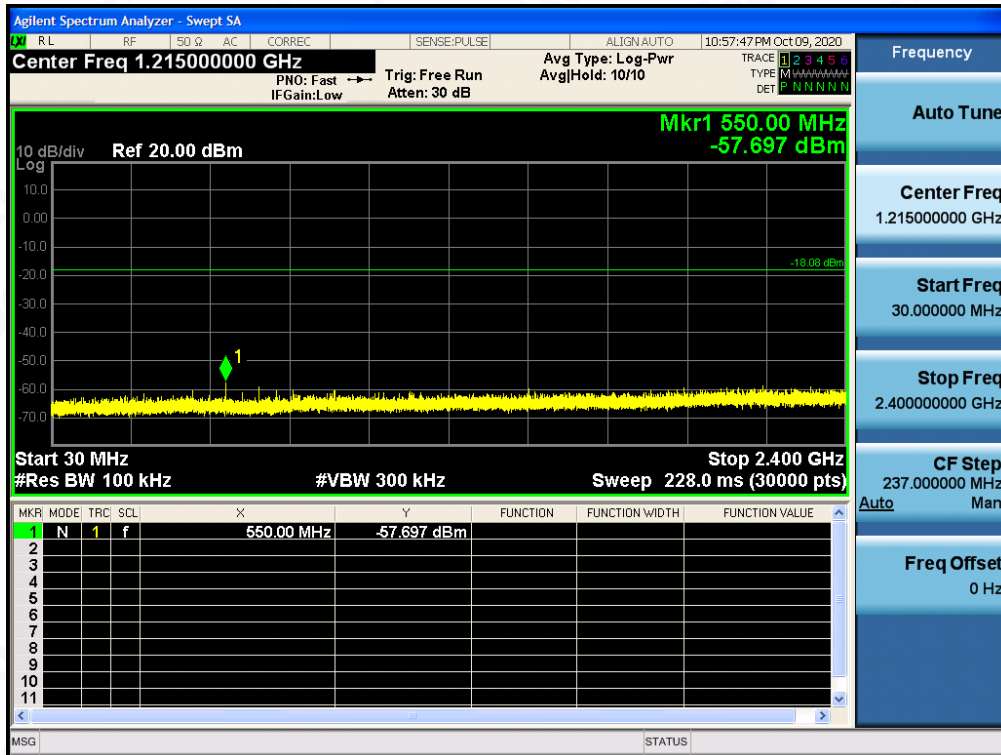 Agilent Spectrum Analyzer - Swept SA
LXI RL RF 50 Ω AC CORREC SENSE:PULSE ALIGN AUTO 10:57:47 PM Oct 09, 2020
Center Freq 1.215000000 GHz
PNO: Fast
IFGain:Low
Trig: Free Run
Atten: 30 dB
Avg Type: Log-Pwr
Avg|Hold: 10/10
TRACE 1 2 3 4 5 6
TYPE M
DET P N N N N N
Mkr1 550.00 MHz
-57.697 dBm
10 dB/div Ref 20.00 dBm
Log
10.0
0.00
-10.0
-18.08 dBm
-20.0
-30.0
-40.0
-50.0
1
-60.0
-70.0
Start 30 MHz Stop 2.400 GHz
#Res BW 100 kHz #VBW 300 kHz Sweep 228.0 ms (30000 pts)
MKR MODE TRC SCL X Y FUNCTION FUNCTION WIDTH FUNCTION VALUE
1 N 1 f 550.00 MHz -57.697 dBm
2
3
4
5
6
7
8
9
10
11
MSG STATUS
Frequency
Auto Tune
Center Freq
1.215000000 GHz
Start Freq
30.000000 MHz
Stop Freq
2.400000000 GHz
CF Step
237.000000 MHz
Auto Man
Freq Offset
0 Hz